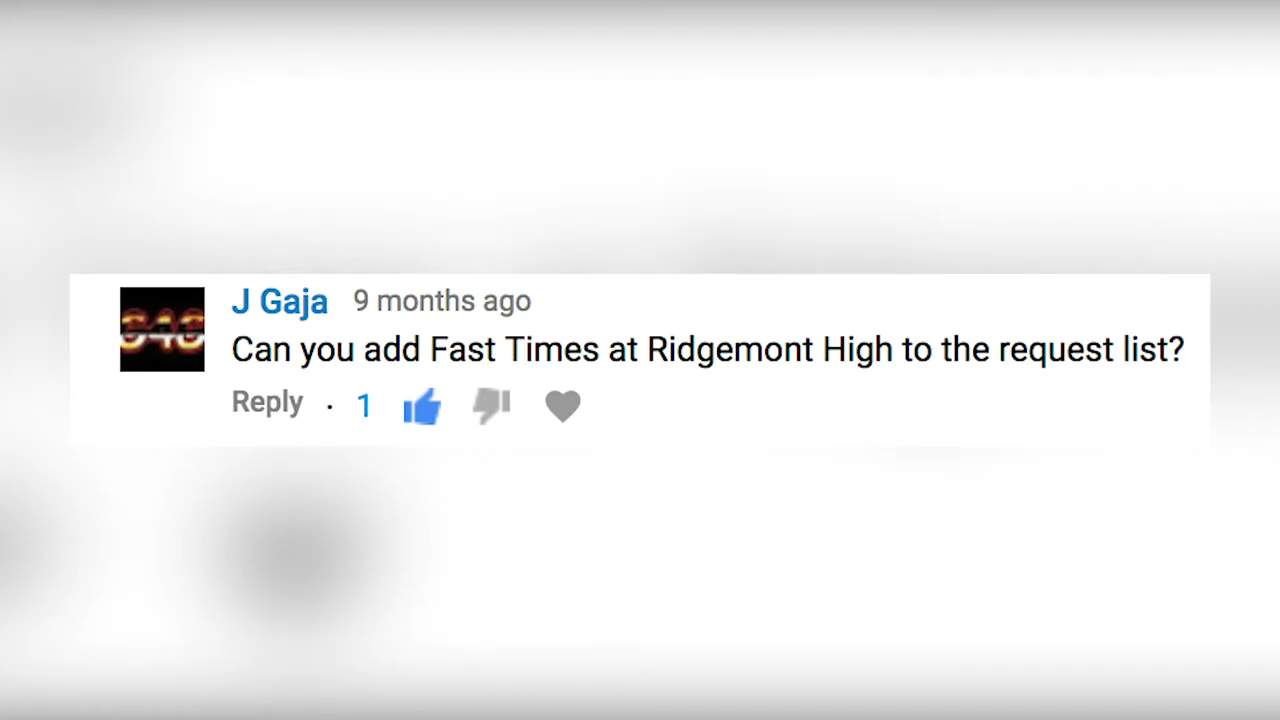 J Gaja 9 months ago
Can you add Fast Times at Ridgemont High to the request list?
Reply · 1